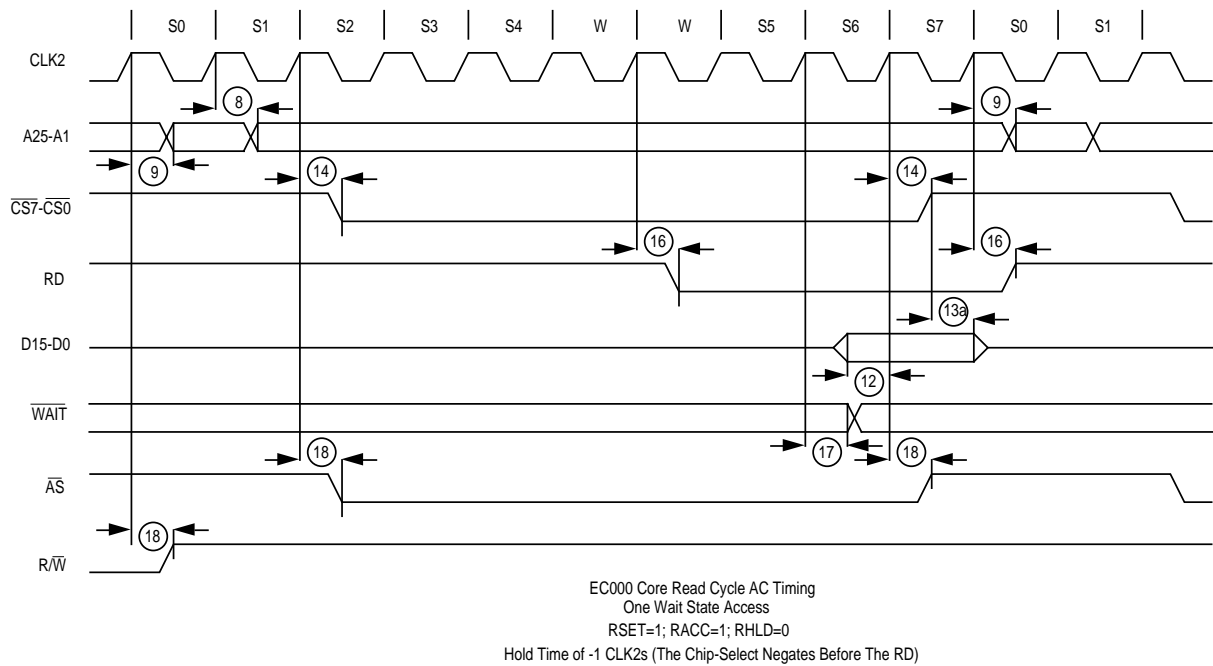 S0 S1 S2 S3 S4 W W S5 S6 S7 S0 S1
CLK2
8 9
A25-A1
9
14 14
CS7-CS0
16 16
RD
13a
D15-D0
12
WAIT
17
18 18
AS
18
R/W
EC000 Core Read Cycle AC Timing
One Wait State Access
RSET=1; RACC=1; RHLD=0
Hold Time of -1 CLK2s (The Chip-Select Negates Before The RD)